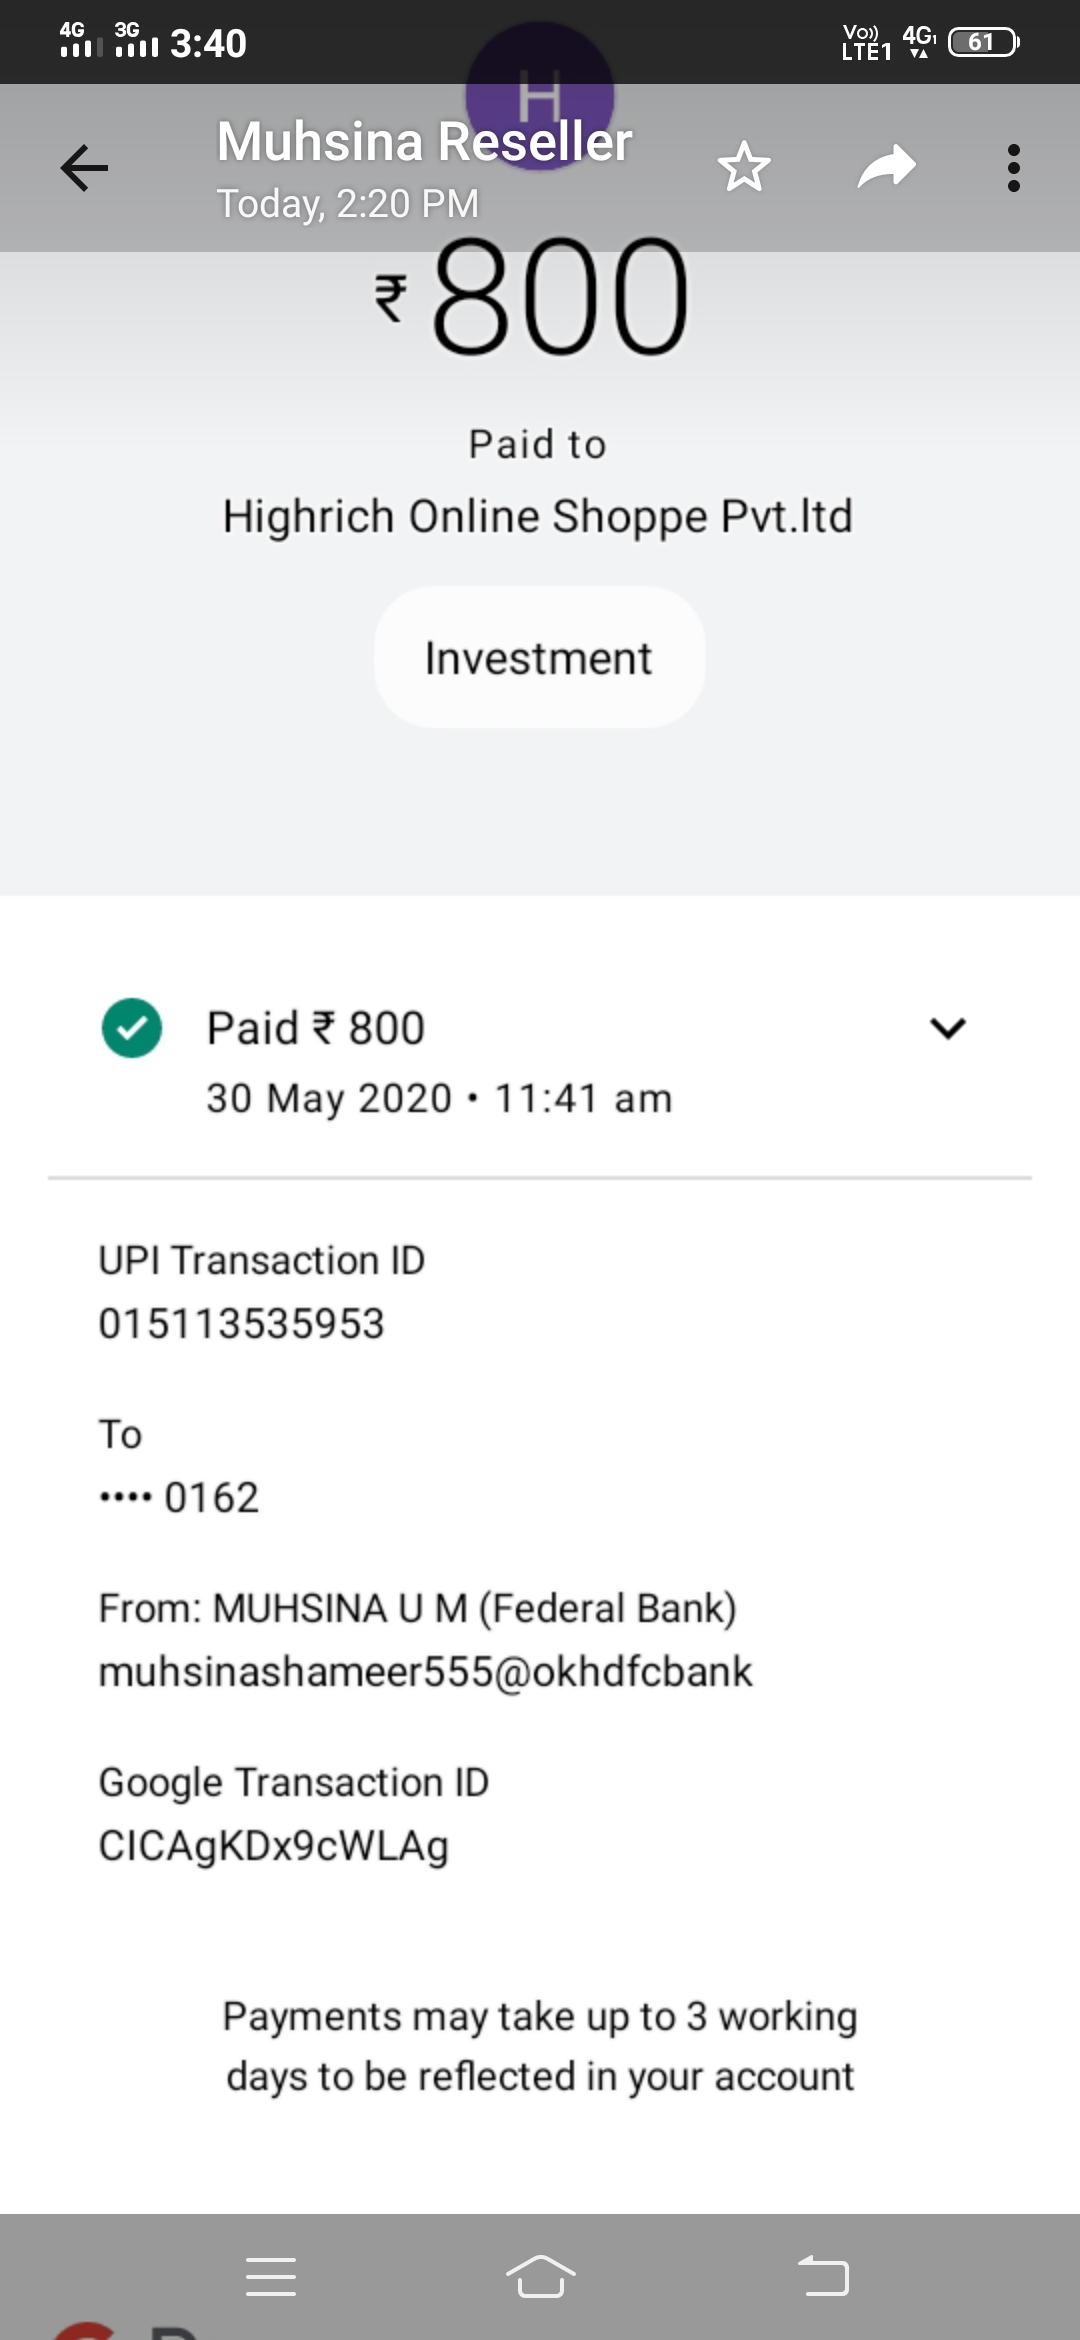 4G 3G 3:40 Vo)) LTE1 4G1 61
H
Muhsina Reseller
Today, 2:20 PM
₹800
Paid to
Highrich Online Shoppe Pvt.ltd
Investment
Paid ₹ 800
30 May 2020 • 11:41 am
UPI Transaction ID
015113535953
To
•••• 0162
From: MUHSINA U M (Federal Bank)
muhsinashameer555@okhdfcbank
Google Transaction ID
CICAgKDx9cWLAg
Payments may take up to 3 working
days to be reflected in your account